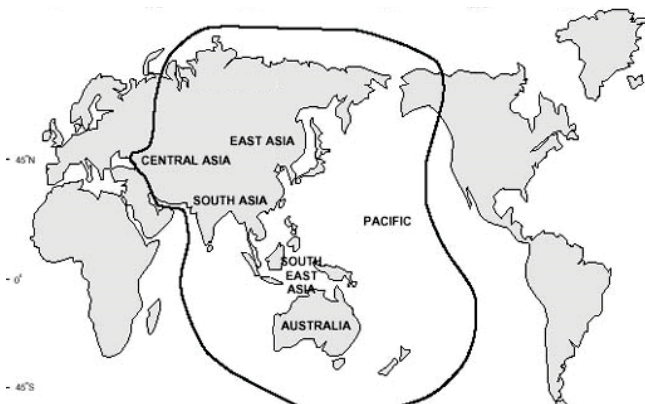 EAST ASIA
45°N
CENTRAL ASIA
SOUTH ASIA
PACIFIC
SOUTH
EAST
ASIA
0°
AUSTRALIA
45°S